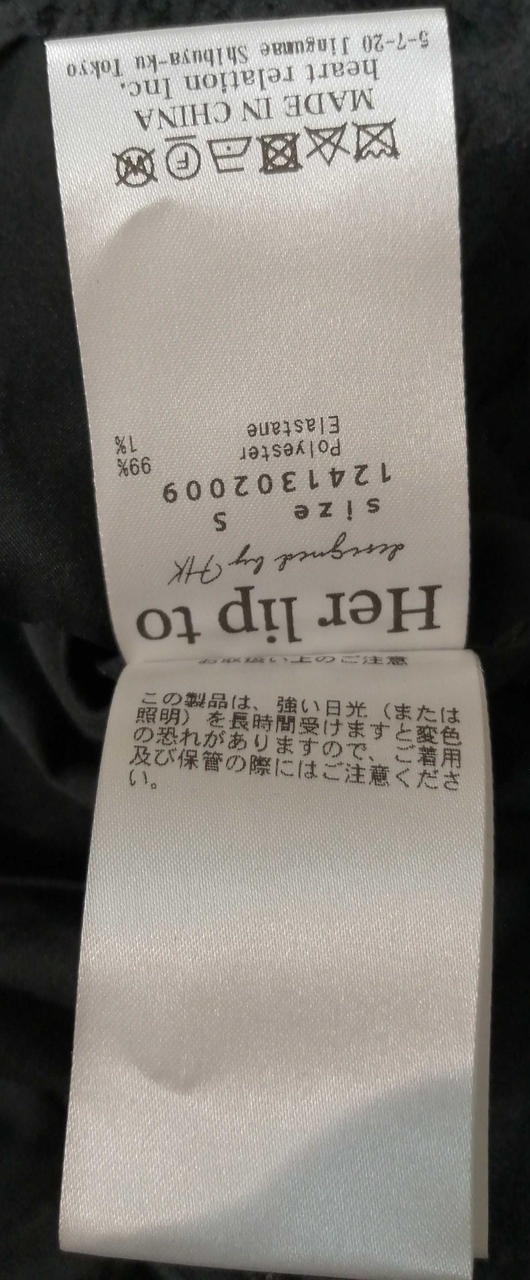 Her lip to
designed by HK
size S
1241302009
Polyester 99%
Elastane 1%
MADE IN CHINA
heart relation Inc.
5-7-20 Jingumae Shibuya-ku Tokyo
お取扱い上のご注意
この製品は、強い日光（または
照明）を長時間受けますと変色
の恐れがありますので、ご着用
及び保管の際にはご注意くださ
い。